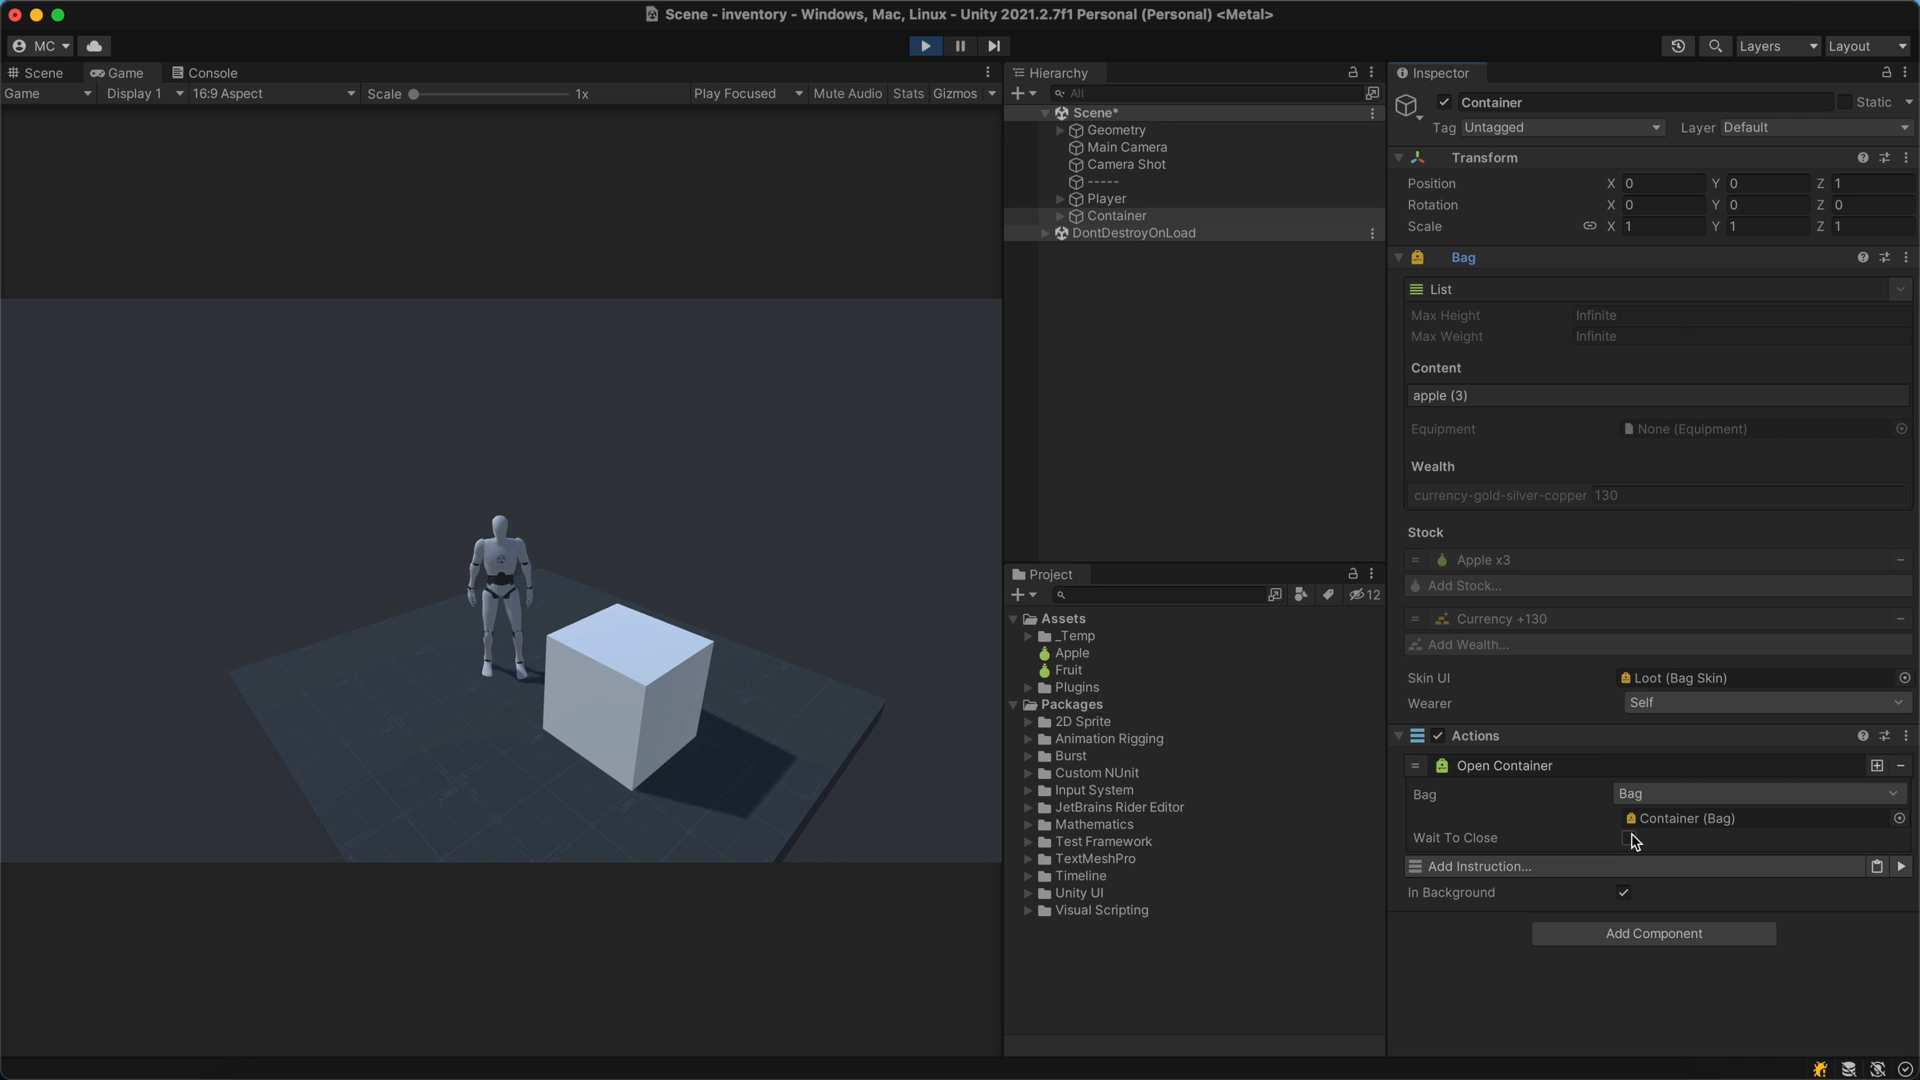 Scene - inventory - Windows, Mac, Linux - Unity 2021.2.7f1 Personal (Personal) <Metal>
MC
Layers
Layout
Scene
Game
Console
Game
Display 1
16:9 Aspect
Scale
1x
Play Focused
Mute Audio
Stats
Gizmos
Hierarchy
All
Scene*
Geometry
Main Camera
Camera Shot
-----
Player
Container
DontDestroyOnLoad
Project
12
Assets
_Temp
Apple
Fruit
Plugins
Packages
2D Sprite
Animation Rigging
Burst
Custom NUnit
Input System
JetBrains Rider Editor
Mathematics
Test Framework
TextMeshPro
Timeline
Unity UI
Visual Scripting
Inspector
Container
Static
Tag Untagged
Layer Default
Transform
Position X 0 Y 0 Z 1
Rotation X 0 Y 0 Z 0
Scale X 1 Y 1 Z 1
Bag
List
Max Height Infinite
Max Weight Infinite
Content
apple (3)
Equipment None (Equipment)
Wealth
currency-gold-silver-copper 130
Stock
Apple x3
Add Stock...
Currency +130
Add Wealth...
Skin UI Loot (Bag Skin)
Wearer Self
Actions
Open Container
Bag Bag
Container (Bag)
Wait To Close
Add Instruction...
In Background
Add Component